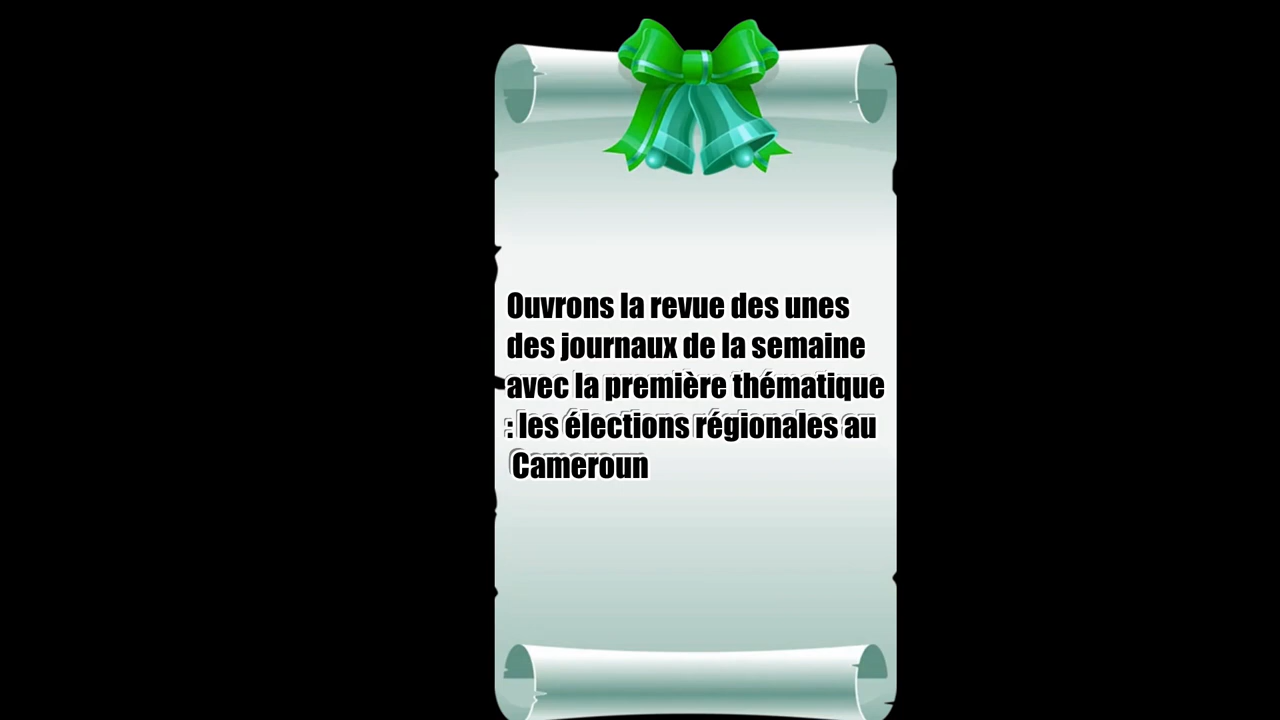 Ouvrons la revue des unes
des journaux de la semaine
avec la première thématique
: les élections régionales au
Cameroun